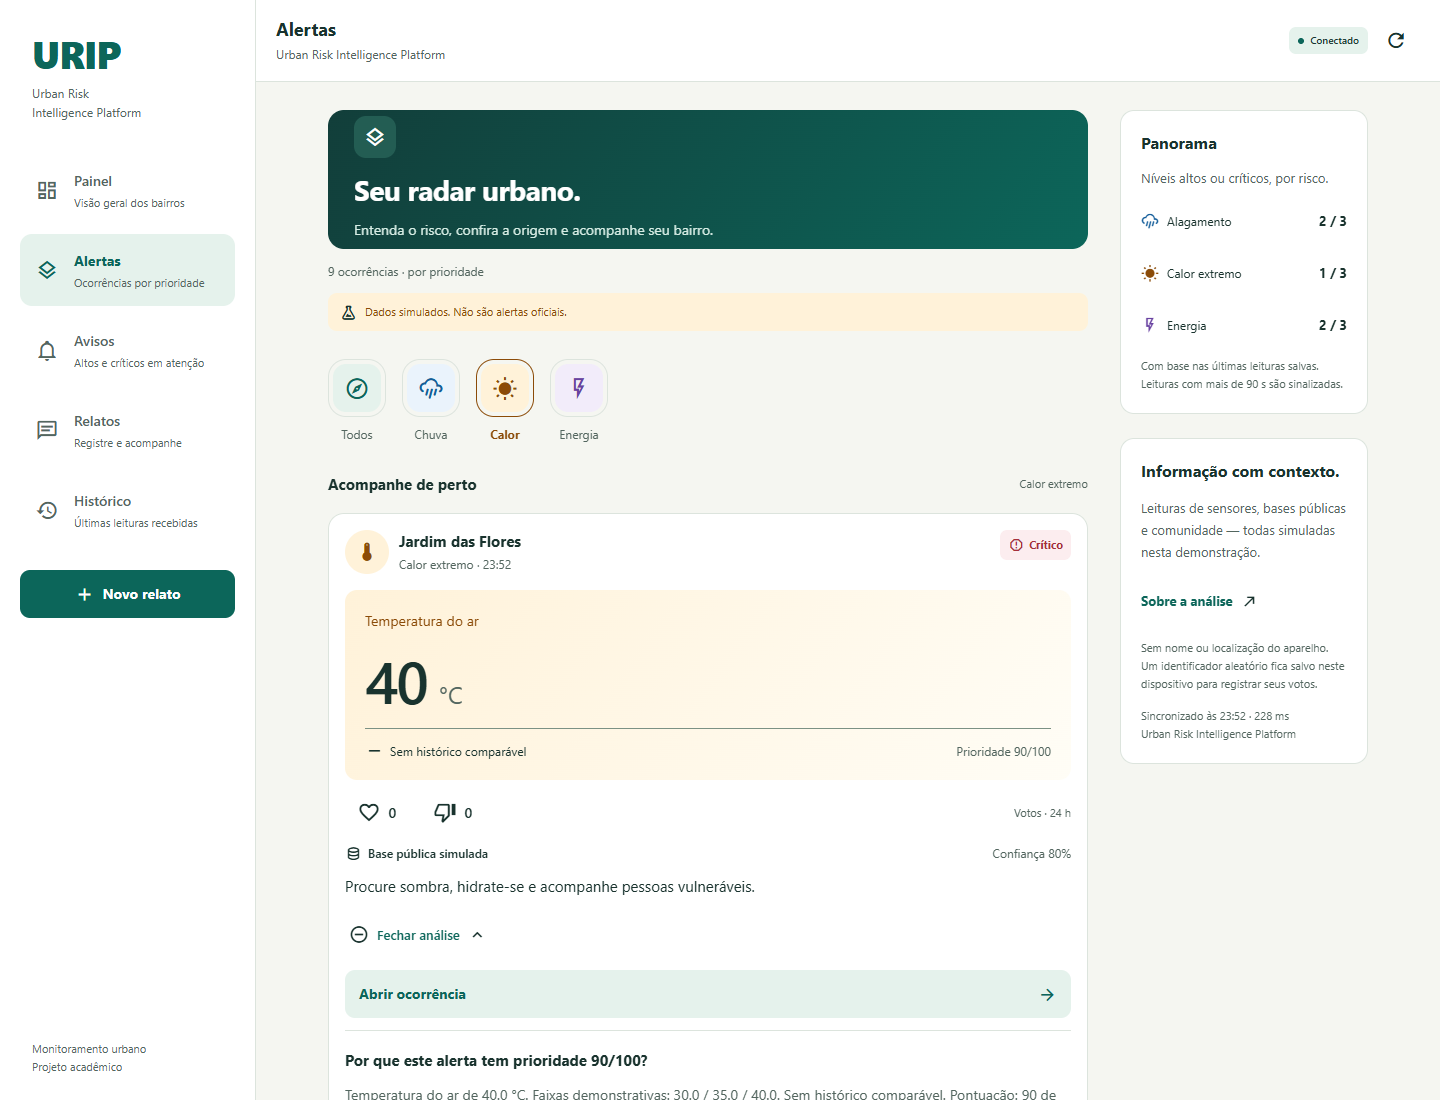 URIP
Urban Risk
Intelligence Platform
Painel
Visão geral dos bairros
Alertas
Ocorrências por prioridade
Avisos
Altos e críticos em atenção
Relatos
Registre e acompanhe
Histórico
Últimas leituras recebidas
Novo relato
Monitoramento urbano
Projeto acadêmico
Alertas
Urban Risk Intelligence Platform
Conectado
Seu radar urbano.
Entenda o risco, confira a origem e acompanhe seu bairro.
9 ocorrências · por prioridade
Dados simulados. Não são alertas oficiais.
Todos
Chuva
Calor
Energia
Acompanhe de perto
Calor extremo
Jardim das Flores
Calor extremo · 23:52
Crítico
Temperatura do ar
40 °C
Sem histórico comparável
Prioridade 90/100
0
0
Votos · 24 h
Base pública simulada
Confiança 80%
Procure sombra, hidrate-se e acompanhe pessoas vulneráveis.
Fechar análise
Abrir ocorrência
Por que este alerta tem prioridade 90/100?
Temperatura do ar de 40.0 °C. Faixas demonstrativas: 30.0 / 35.0 / 40.0. Sem histórico comparável. Pontuação: 90 de
Panorama
Níveis altos ou críticos, por risco.
Alagamento 2 / 3
Calor extremo 1 / 3
Energia 2 / 3
Com base nas últimas leituras salvas.
Leituras com mais de 90 s são sinalizadas.
Informação com contexto.
Leituras de sensores, bases públicas
e comunidade — todas simuladas
nesta demonstração.
Sobre a análise
Sem nome ou localização do aparelho.
Um identificador aleatório fica salvo neste
dispositivo para registrar seus votos.
Sincronizado às 23:52 · 228 ms
Urban Risk Intelligence Platform